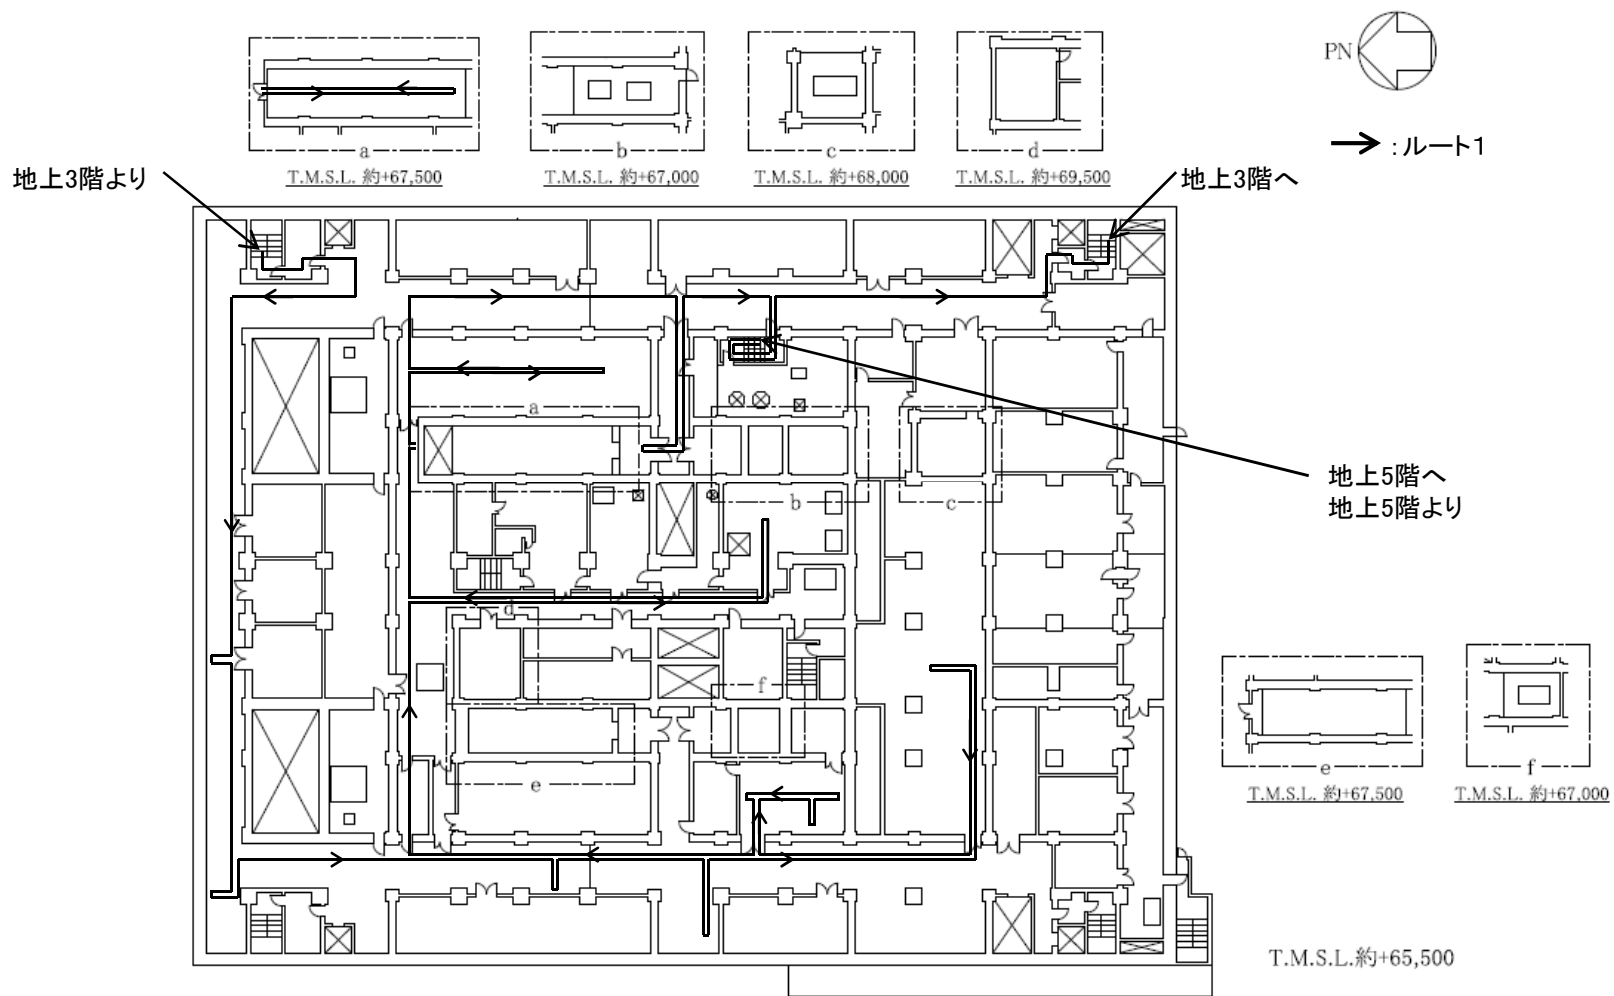 PN
:ルート1
a
T.M.S.L. 約+67,500
b
T.M.S.L. 約+67,000
c
T.M.S.L. 約+68,000
d
T.M.S.L. 約+69,500
地上3階より
地上3階へ
a
b
c
地上5階へ
地上5階より
d
f
e
e
T.M.S.L. 約+67,500
f
T.M.S.L. 約+67,000
T.M.S.L.約+65,500